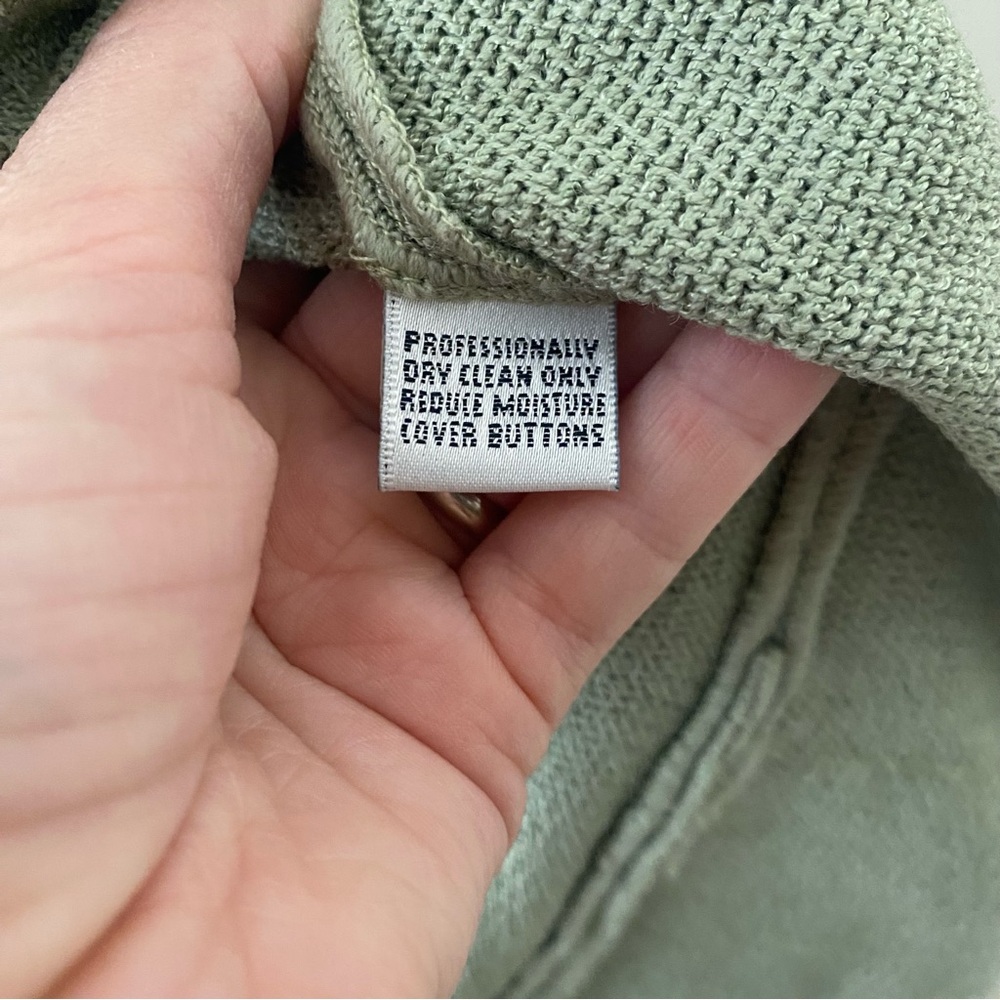 PROFESSIONALLY
DRY CLEAN ONLY
REDUCE MOISTURE
COVER BUTTONS